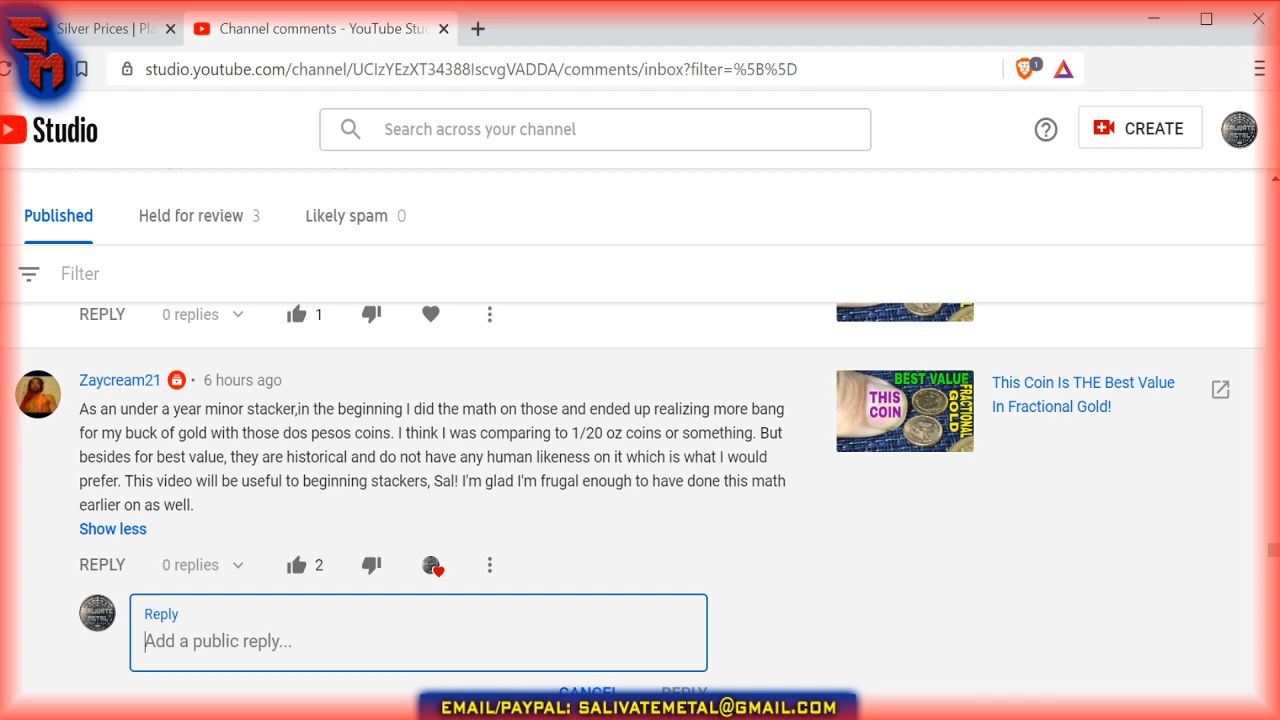 Silver Prices | Pla
Channel comments - YouTube Stu
SM
studio.youtube.com/channel/UCIzYEzXT34388IscvgVADDA/comments/inbox?filter=%5B%5D
1
Studio
Search across your channel
CREATE
Published
Held for review 3
Likely spam 0
Filter
REPLY
0 replies
1
Zaycream21 • 6 hours ago
As an under a year minor stacker,in the beginning I did the math on those and ended up realizing more bang
for my buck of gold with those dos pesos coins. I think I was comparing to 1/20 oz coins or something. But
besides for best value, they are historical and do not have any human likeness on it which is what I would
prefer. This video will be useful to beginning stackers, Sal! I'm glad I'm frugal enough to have done this math
earlier on as well.
Show less
BEST VALUE
THIS
COIN
FRACTIONAL
GOLD
This Coin Is THE Best Value
In Fractional Gold!
REPLY
0 replies
2
Reply
Add a public reply...
CANCEL
REPLY
EMAIL/PAYPAL: SALIVATEMETAL@GMAIL.COM